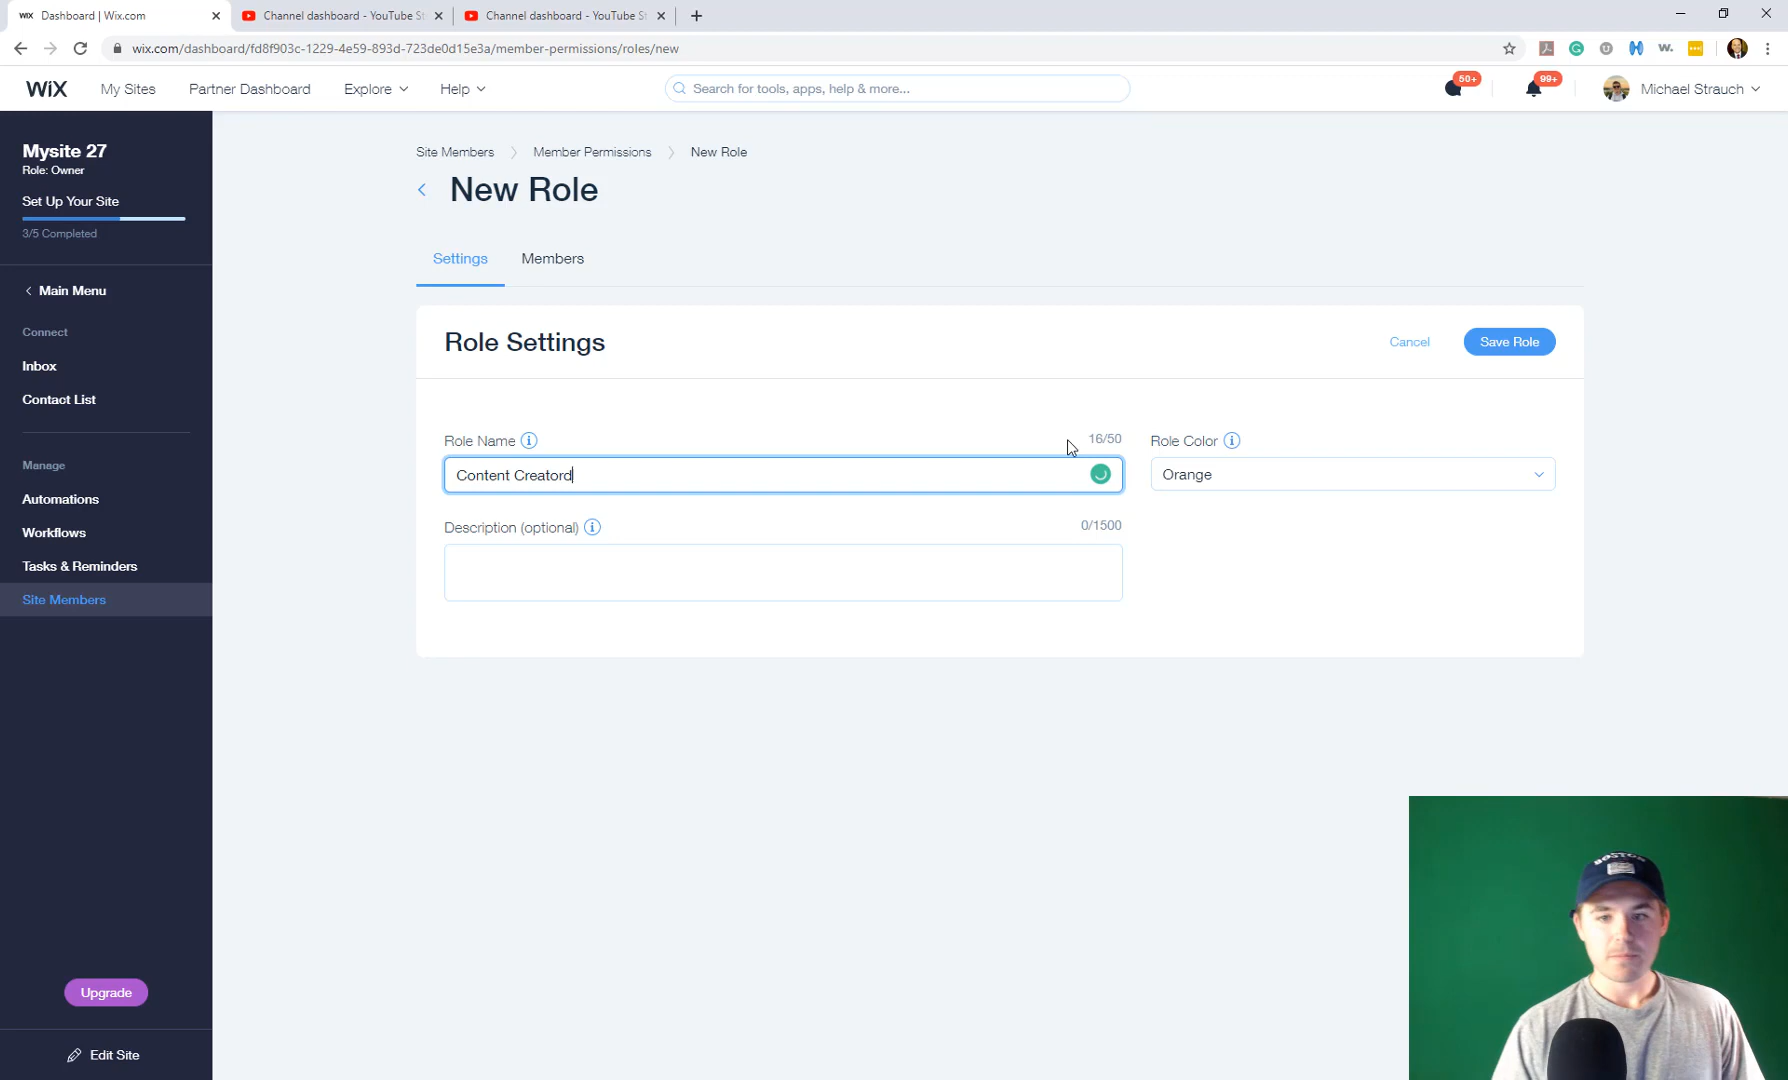 WIX Dashboard | Wix.com
Channel dashboard - YouTube St
Channel dashboard - YouTube St
wix.com/dashboard/fd8f903c-1229-4e59-893d-723de0d15e3a/member-permissions/roles/new
WIX My Sites Partner Dashboard Explore Help Search for tools, apps, help & more... 50+ 99+ Michael Strauch
Mysite 27
Role: Owner
Set Up Your Site
3/5 Completed
Main Menu
Connect
Inbox
Contact List
Manage
Automations
Workflows
Tasks & Reminders
Site Members
Upgrade
Edit Site
Site Members Member Permissions New Role
New Role
Settings Members
Role Settings Cancel Save Role
Role Name 16/50 Role Color
Content Creatord Orange
Description (optional) 0/1500
BOSTON